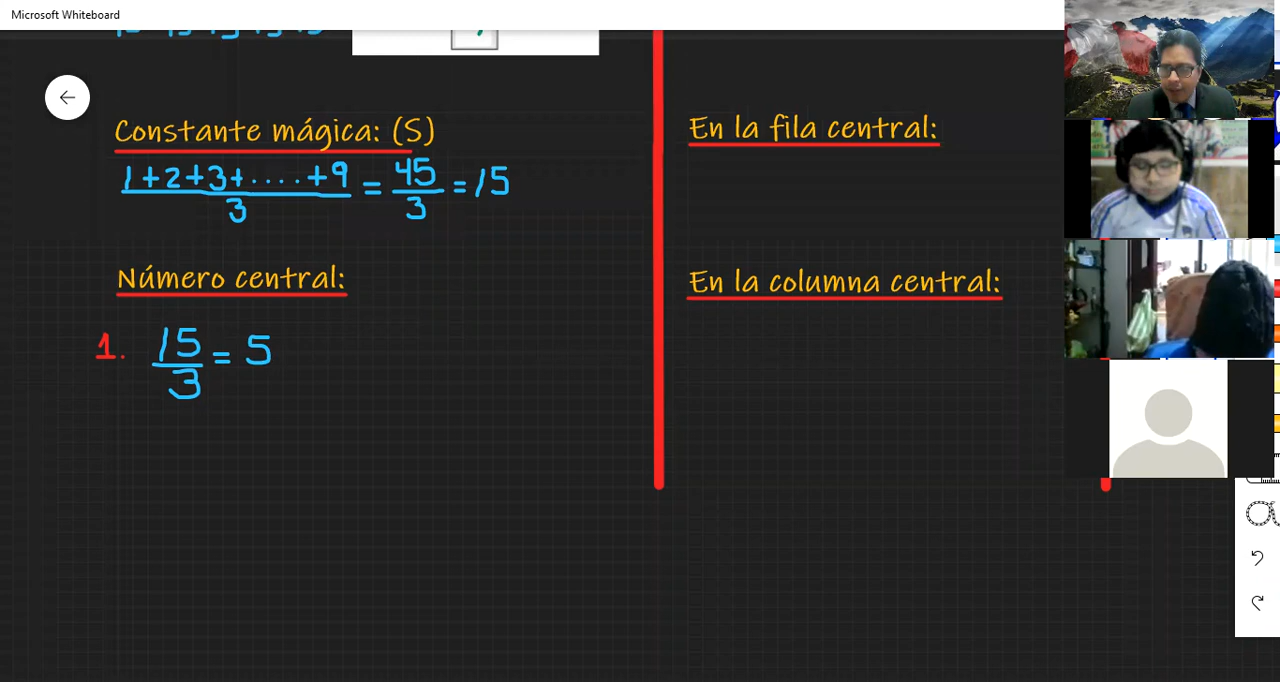 Microsoft Whiteboard
Constante mágica: (S)
1+2+3+....+9 = 45 = 15
3 3
Número central:
1. 15 = 5
3
En la fila central:
En la columna central: